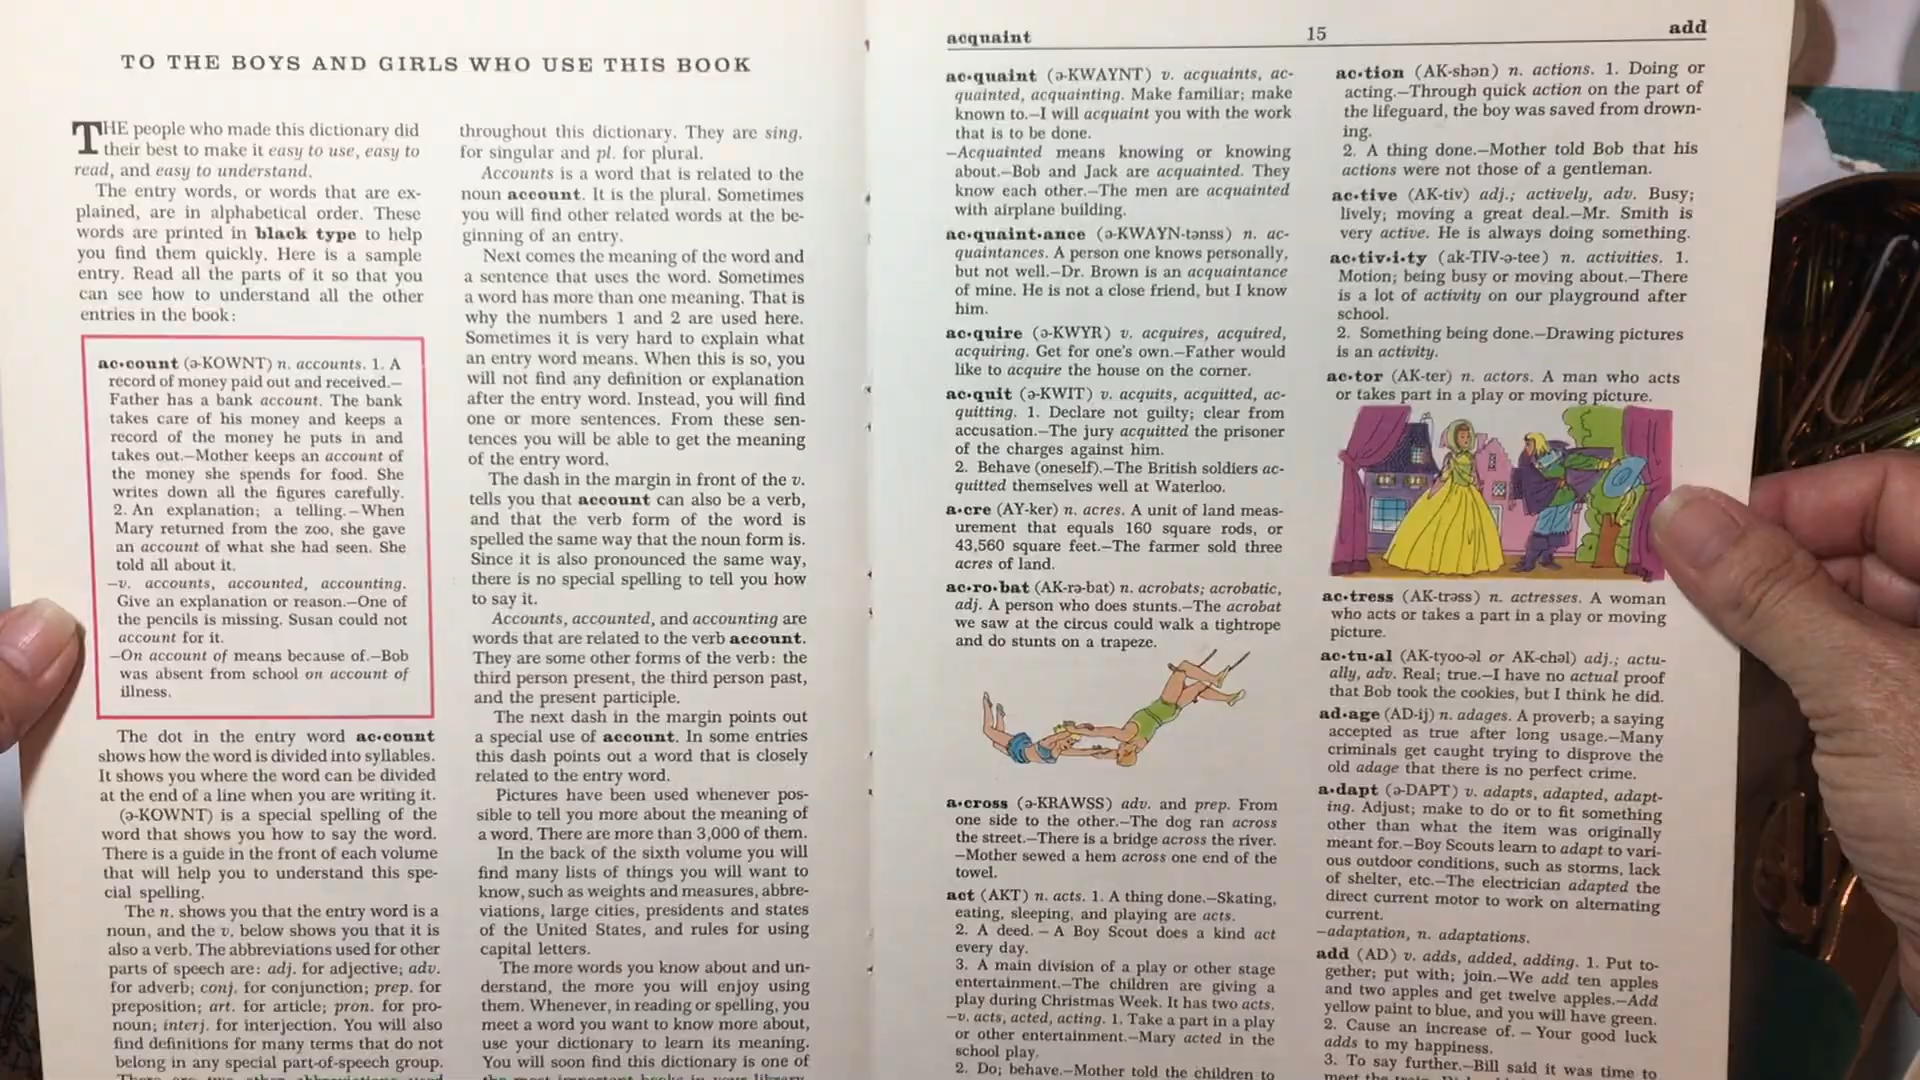 TO THE BOYS AND GIRLS WHO USE THIS BOOK
THE people who made this dictionary did
their best to make it easy to use, easy to
read, and easy to understand.
The entry words, or words that are ex-
plained, are in alphabetical order. These
words are printed in black type to help
you find them quickly. Here is a sample
entry. Read all the parts of it so that you
can see how to understand all the other
entries in the book:
ac•count (ə-KOWNT) n. accounts. 1. A
record of money paid out and received.—
Father has a bank account. The bank
takes care of his money and keeps a
record of the money he puts in and
takes out.—Mother keeps an account of
the money she spends for food. She
writes down all the figures carefully.
2. An explanation; a telling.—When
Mary returned from the zoo, she gave
an account of what she had seen. She
told all about it.
—v. accounts, accounted, accounting.
Give an explanation or reason.—One of
the pencils is missing. Susan could not
account for it.
—On account of means because of.—Bob
was absent from school on account of
illness.
The dot in the entry word ac•count
shows how the word is divided into syllables.
It shows you where the word can be divided
at the end of a line when you are writing it.
(ə-KOWNT) is a special spelling of the
word that shows you how to say the word.
There is a guide in the front of each volume
that will help you to understand this spe-
cial spelling.
The n. shows you that the entry word is a
noun, and the v. below shows you that it is
also a verb. The abbreviations used for other
parts of speech are: adj. for adjective; adv.
for adverb; conj. for conjunction; prep. for
preposition; art. for article; pron. for pro-
noun; interj. for interjection. You will also
find definitions for many terms that do not
belong in any special part-of-speech group.
There are two other abbreviations used
throughout this dictionary. They are sing.
for singular and pl. for plural.
Accounts is a word that is related to the
noun account. It is the plural. Sometimes
you will find other related words at the be-
ginning of an entry.
Next comes the meaning of the word and
a sentence that uses the word. Sometimes
a word has more than one meaning. That is
why the numbers 1 and 2 are used here.
Sometimes it is very hard to explain what
an entry word means. When this is so, you
will not find any definition or explanation
after the entry word. Instead, you will find
one or more sentences. From these sen-
tences you will be able to get the meaning
of the entry word.
The dash in the margin in front of the v.
tells you that account can also be a verb,
and that the verb form of the word is
spelled the same way that the noun form is.
Since it is also pronounced the same way,
there is no special spelling to tell you how
to say it.
Accounts, accounted, and accounting are
words that are related to the verb account.
They are some other forms of the verb: the
third person present, the third person past,
and the present participle.
The next dash in the margin points out
a special use of account. In some entries
this dash points out a word that is closely
related to the entry word.
Pictures have been used whenever pos-
sible to tell you more about the meaning of
a word. There are more than 3,000 of them.
In the back of the sixth volume you will
find many lists of things you will want to
know, such as weights and measures, abbre-
viations, large cities, presidents and states
of the United States, and rules for using
capital letters.
The more words you know about and un-
derstand, the more you will enjoy using
them. Whenever, in reading or spelling, you
meet a word you want to know more about,
use your dictionary to learn its meaning.
You will soon find this dictionary is one of
the most important books in your library.
acquaint 15 add
ac•quaint (ə-KWAYNT) v. acquaints, ac-
quainted, acquainting. Make familiar; make
known to.—I will acquaint you with the work
that is to be done.
—Acquainted means knowing or knowing
about.—Bob and Jack are acquainted. They
know each other.—The men are acquainted
with airplane building.
ac•quaint•ance (ə-KWAYN-tənss) n. ac-
quaintances. A person one knows personally,
but not well.—Dr. Brown is an acquaintance
of mine. He is not a close friend, but I know
him.
ac•quire (ə-KWYR) v. acquires, acquired,
acquiring. Get for one's own.—Father would
like to acquire the house on the corner.
ac•quit (ə-KWIT) v. acquits, acquitted, ac-
quitting. 1. Declare not guilty; clear from
accusation.—The jury acquitted the prisoner
of the charges against him.
2. Behave (oneself).—The British soldiers ac-
quitted themselves well at Waterloo.
a•cre (AY-ker) n. acres. A unit of land meas-
urement that equals 160 square rods, or
43,560 square feet.—The farmer sold three
acres of land.
ac•ro•bat (AK-rə-bat) n. acrobats; acrobatic,
adj. A person who does stunts.—The acrobat
we saw at the circus could walk a tightrope
and do stunts on a trapeze.
a•cross (ə-KRAWSS) adv. and prep. From
one side to the other.—The dog ran across
the street.—There is a bridge across the river.
—Mother sewed a hem across one end of the
towel.
act (AKT) n. acts. 1. A thing done.—Skating,
eating, sleeping, and playing are acts.
2. A deed.—A Boy Scout does a kind act
every day.
3. A main division of a play or other stage
entertainment.—The children are giving a
play during Christmas Week. It has two acts.
—v. acts, acted, acting. 1. Take a part in a play
or other entertainment.—Mary acted in the
school play.
2. Do; behave.—Mother told the children to
ac•tion (AK-shən) n. actions. 1. Doing or
acting.—Through quick action on the part of
the lifeguard, the boy was saved from drown-
ing.
2. A thing done.—Mother told Bob that his
actions were not those of a gentleman.
ac•tive (AK-tiv) adj.; actively, adv. Busy;
lively; moving a great deal.—Mr. Smith is
very active. He is always doing something.
ac•tiv•i•ty (ak-TIV-ə-tee) n. activities. 1.
Motion; being busy or moving about.—There
is a lot of activity on our playground after
school.
2. Something being done.—Drawing pictures
is an activity.
ac•tor (AK-ter) n. actors. A man who acts
or takes part in a play or moving picture.
ac•tress (AK-trəss) n. actresses. A woman
who acts or takes a part in a play or moving
picture.
ac•tu•al (AK-tyoo-əl or AK-chəl) adj.; actu-
ally, adv. Real; true.—I have no actual proof
that Bob took the cookies, but I think he did.
ad•age (AD-ij) n. adages. A proverb; a saying
accepted as true after long usage.—Many
criminals get caught trying to disprove the
old adage that there is no perfect crime.
a•dapt (ə-DAPT) v. adapts, adapted, adapt-
ing. Adjust; make to do or to fit something
other than what the item was originally
meant for.—Boy Scouts learn to adapt to vari-
ous outdoor conditions, such as storms, lack
of shelter, etc.—The electrician adapted the
direct current motor to work on alternating
current.
—adaptation, n. adaptations.
add (AD) v. adds, added, adding. 1. Put to-
gether; put with; join.—We add ten apples
and two apples and get twelve apples.—Add
yellow paint to blue, and you will have green.
2. Cause an increase of.—Your good luck
adds to my happiness.
3. To say further.—Bill said it was time to
meet the train.